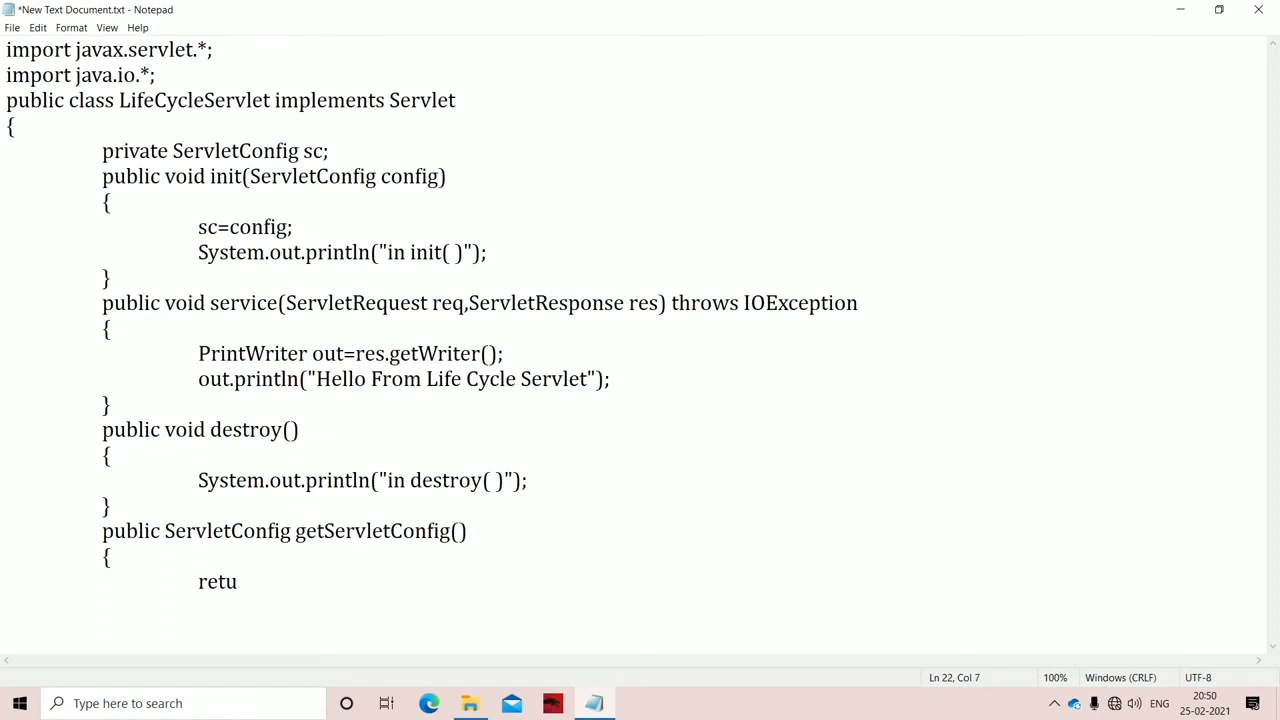 *New Text Document.txt - Notepad
File Edit Format View Help
import javax.servlet.*;
import java.io.*;
public class LifeCycleServlet implements Servlet
{
private ServletConfig sc;
public void init(ServletConfig config)
{
sc=config;
System.out.println("in init( )");
}
public void service(ServletRequest req,ServletResponse res) throws IOException
{
PrintWriter out=res.getWriter();
out.println("Hello From Life Cycle Servlet");
}
public void destroy()
{
System.out.println("in destroy( )");
}
public ServletConfig getServletConfig()
{
retu
Ln 22, Col 7 100% Windows (CRLF) UTF-8
Type here to search
ENG
20:50
25-02-2021